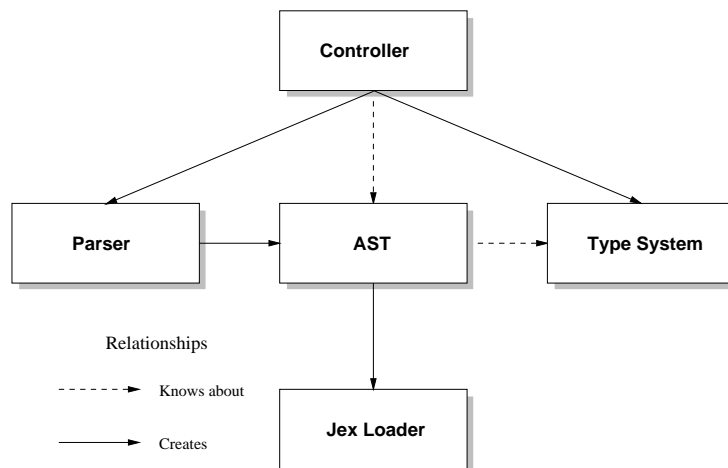 Controller
Parser
AST
Type System
Relationships
Knows about
Jex Loader
Creates